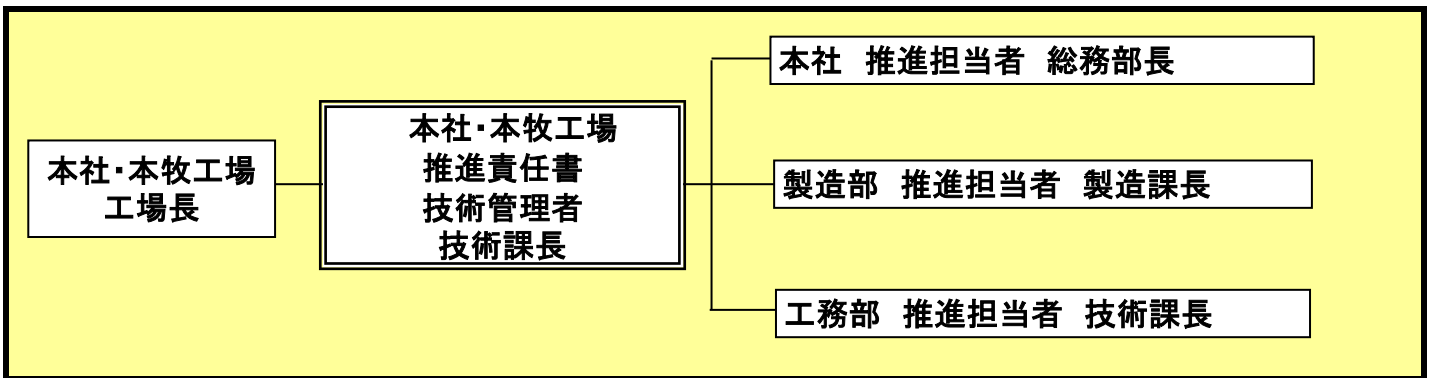 本社・本牧工場
工場長
本社・本牧工場
推進責任書
技術管理者
技術課長
本社　推進担当者　総務部長
製造部　推進担当者　製造課長
工務部　推進担当者　技術課長